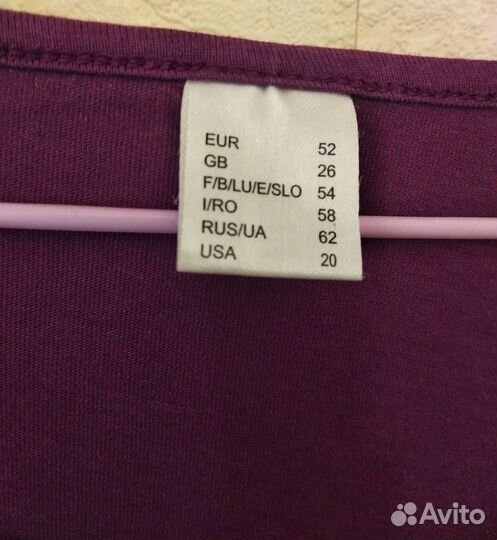 EUR 52
GB 26
F/B/LU/E/SLO 54
I/RO 58
RUS/UA 62
USA 20
Avito